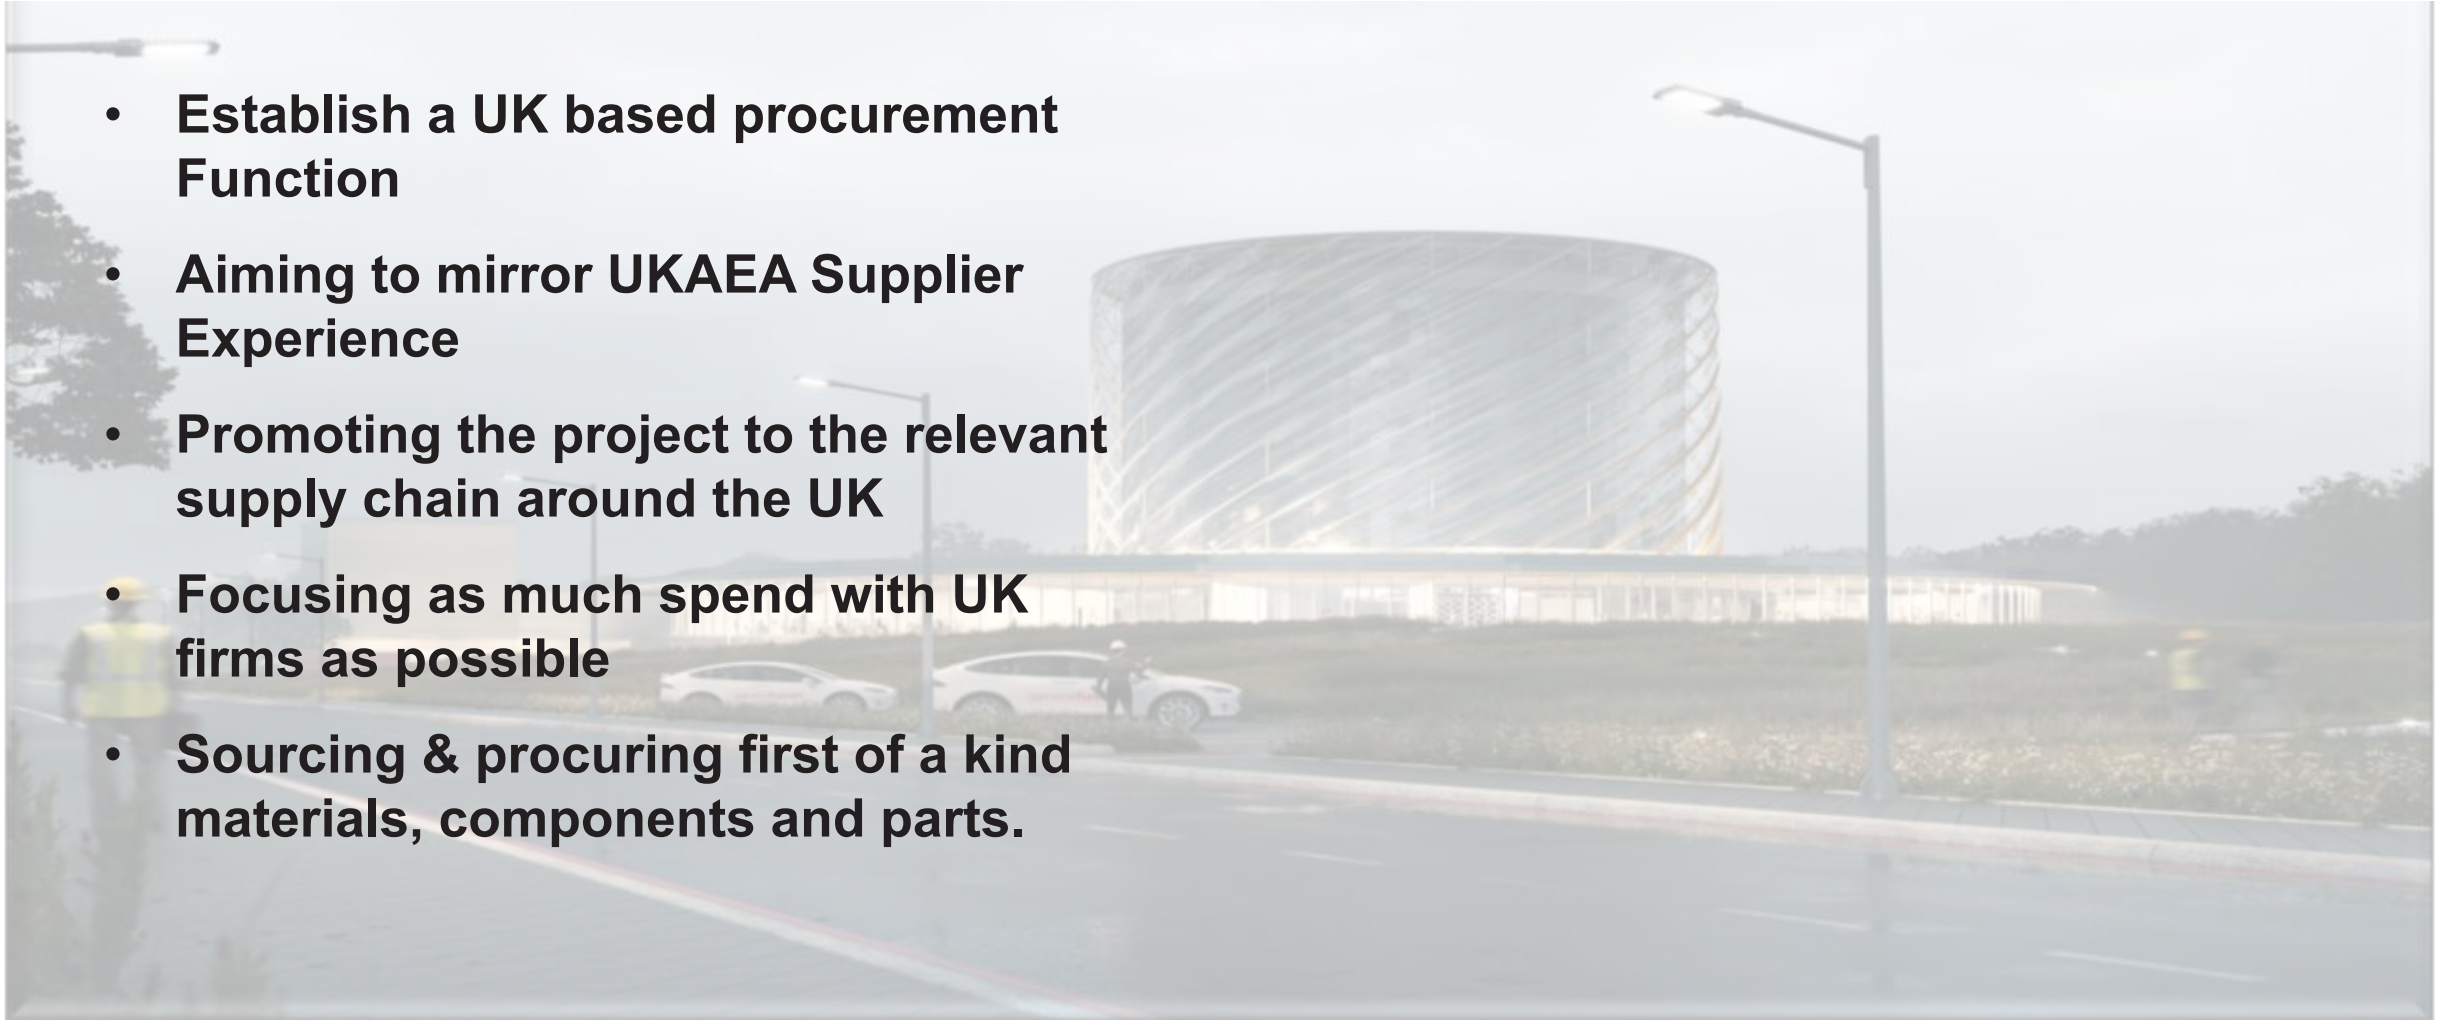 • Establish a UK based procurement
Function
• Aiming to mirror UKAEA Supplier
Experience
• Promoting the project to the relevant
supply chain around the UK
• Focusing as much spend with UK
firms as possible
• Sourcing & procuring first of a kind
materials, components and parts.